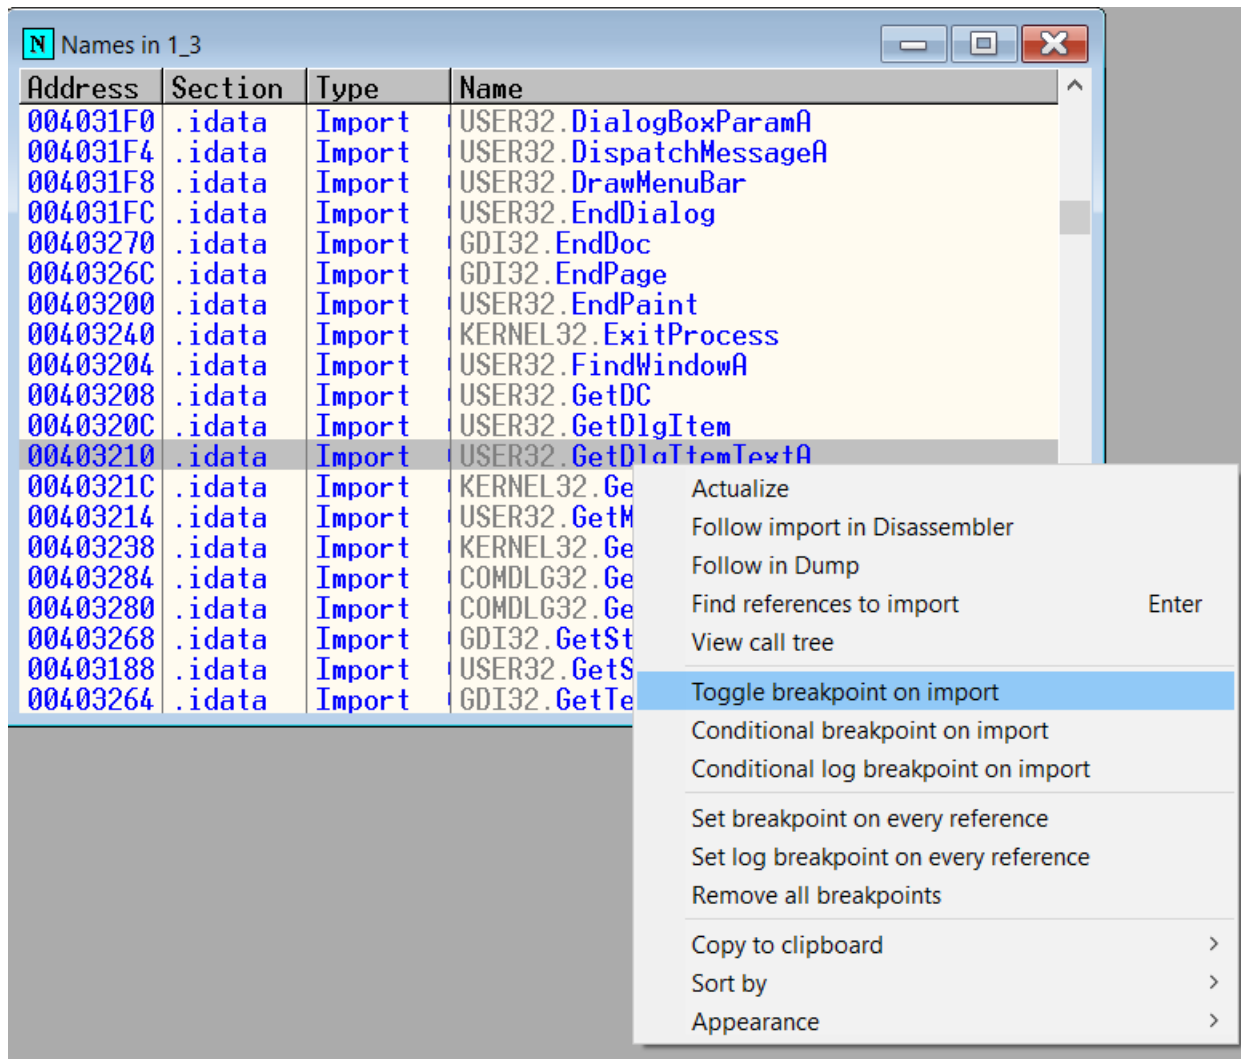 N Names in 1_3
Address Section Type Name
004031F0 .idata Import USER32.DialogBoxParamA
004031F4 .idata Import USER32.DispatchMessageA
004031F8 .idata Import USER32.DrawMenuBar
004031FC .idata Import USER32.EndDialog
00403270 .idata Import GDI32.EndDoc
0040326C .idata Import GDI32.EndPage
00403200 .idata Import USER32.EndPaint
00403240 .idata Import KERNEL32.ExitProcess
00403204 .idata Import USER32.FindWindowA
00403208 .idata Import USER32.GetDC
0040320C .idata Import USER32.GetDlgItem
00403210 .idata Import USER32.GetDlgItemTextA
0040321C .idata Import KERNEL32.Ge
00403214 .idata Import USER32.GetM
00403238 .idata Import KERNEL32.Ge
00403284 .idata Import COMDLG32.Ge
00403280 .idata Import COMDLG32.Ge
00403268 .idata Import GDI32.GetSt
00403188 .idata Import USER32.GetS
00403264 .idata Import GDI32.GetTe
Actualize
Follow import in Disassembler
Follow in Dump
Find references to import Enter
View call tree
Toggle breakpoint on import
Conditional breakpoint on import
Conditional log breakpoint on import
Set breakpoint on every reference
Set log breakpoint on every reference
Remove all breakpoints
Copy to clipboard
Sort by
Appearance